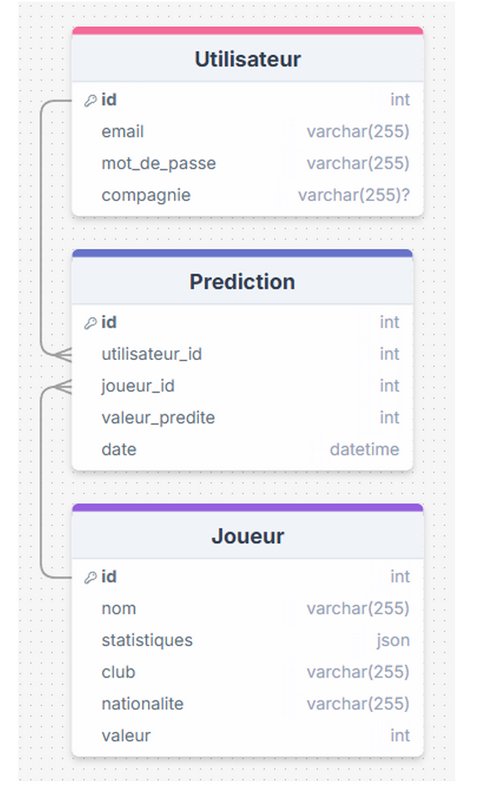 Utilisateur
id int
email varchar(255)
mot_de_passe varchar(255)
compagnie varchar(255)?
Prediction
id int
utilisateur_id int
joueur_id int
valeur_predite int
date datetime
Joueur
id int
nom varchar(255)
statistiques json
club varchar(255)
nationalite varchar(255)
valeur int